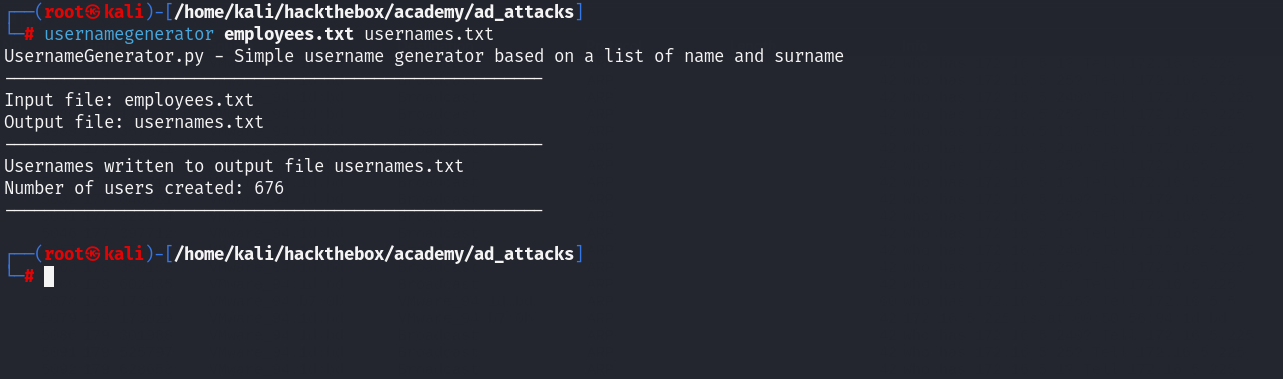 ┌──(root㉿kali)-[/home/kali/hackthebox/academy/ad_attacks]
└─# usernamegenerator employees.txt usernames.txt
UsernameGenerator.py - Simple username generator based on a list of name and surname
------------------------------------------------------
Input file: employees.txt
Output file: usernames.txt
------------------------------------------------------
Usernames written to output file usernames.txt
Number of users created: 676
------------------------------------------------------
┌──(root㉿kali)-[/home/kali/hackthebox/academy/ad_attacks]
└─#